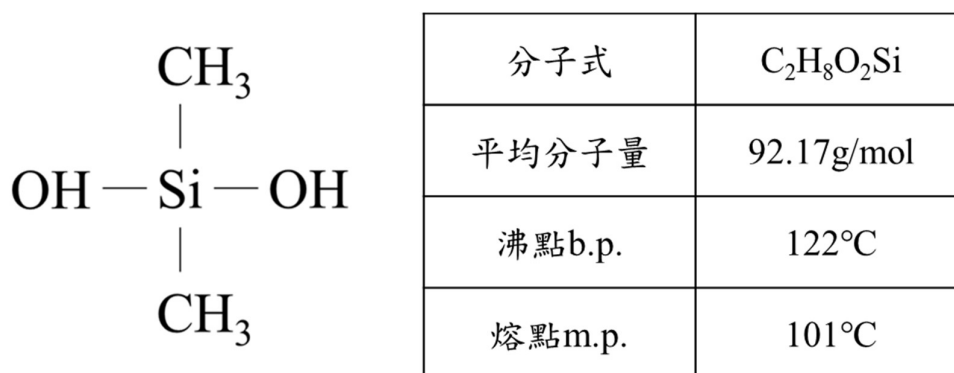 CH₃
OH — Si — OH
CH₃
分子式 C₂H₈O₂Si
平均分子量 92.17g/mol
沸點b.p. 122℃
熔點m.p. 101℃